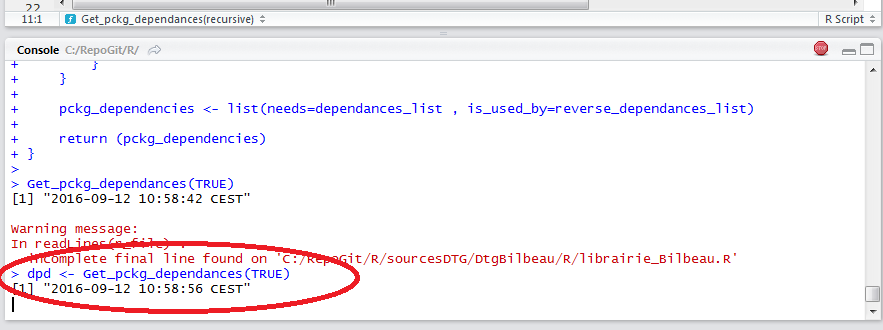 22
11:1 Get_pckg_dependances(recursive) R Script
Console C:/RepoGit/R/ STOP
+ }
+ }
+
+ pckg_dependencies <- list(needs=dependances_list , is_used_by=reverse_dependances_list)
+
+ return (pckg_dependencies)
+ }
>
> Get_pckg_dependances(TRUE)
[1] "2016-09-12 10:58:42 CEST"
Warning message:
In readLines(n_file) :
incomplete final line found on 'C:/RepoGit/R/sourcesDTG/DtgBilbeau/R/librairie_Bilbeau.R'
> dpd <- Get_pckg_dependances(TRUE)
[1] "2016-09-12 10:58:56 CEST"